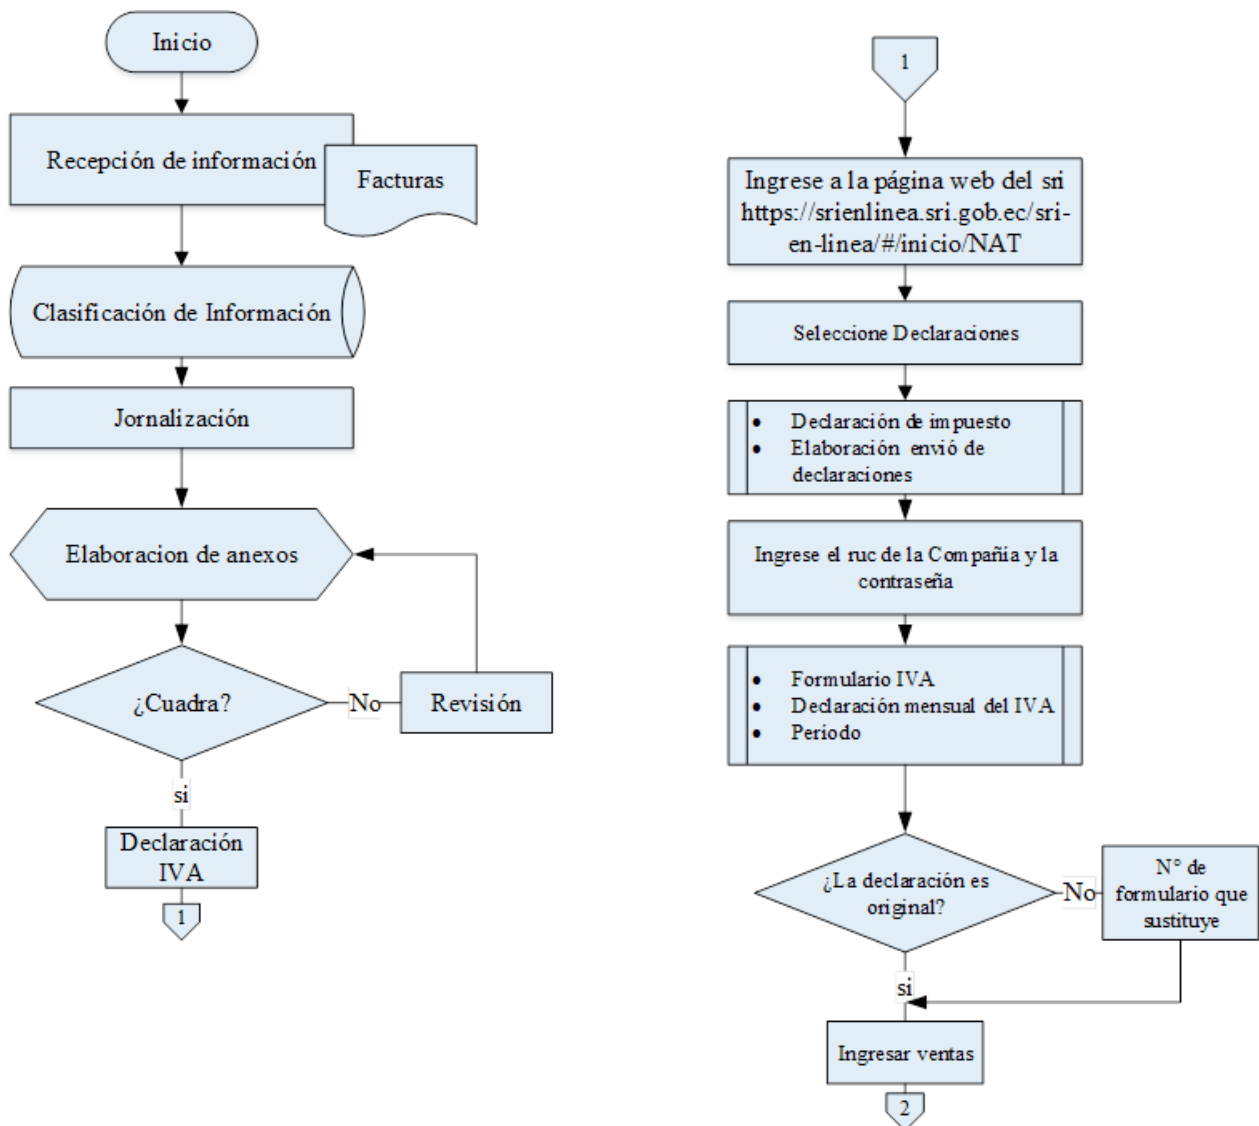 Inicio
Recepción de información
Facturas
Clasificación de Información
Jornalización
Elaboracion de anexos
¿Cuadra?
No
Revisión
si
Declaración
IVA
1
1
Ingrese a la página web del sri
https://srienlinea.sri.gob.ec/sri-
en-linea/#/inicio/NAT
Seleccione Declaraciones
• Declaración de impuesto
• Elaboración envió de
declaraciones
Ingrese el ruc de la Compañia y la
contraseña
• Formulario IVA
• Declaración mensual del IVA
• Período
¿La declaración es
original?
No
N° de
formulario que
sustituye
si
Ingresar ventas
2